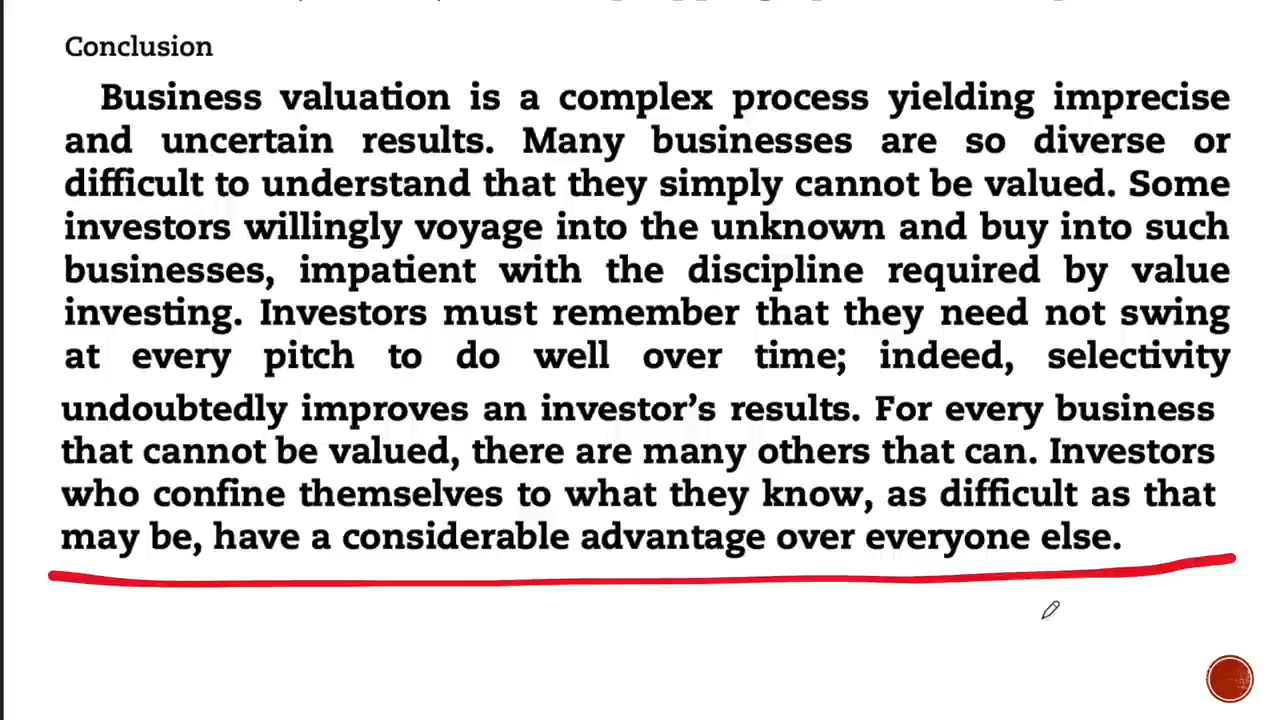 Conclusion
Business valuation is a complex process yielding imprecise
and uncertain results. Many businesses are so diverse or
difficult to understand that they simply cannot be valued. Some
investors willingly voyage into the unknown and buy into such
businesses, impatient with the discipline required by value
investing. Investors must remember that they need not swing
at every pitch to do well over time; indeed, selectivity
undoubtedly improves an investor’s results. For every business
that cannot be valued, there are many others that can. Investors
who confine themselves to what they know, as difficult as that
may be, have a considerable advantage over everyone else.